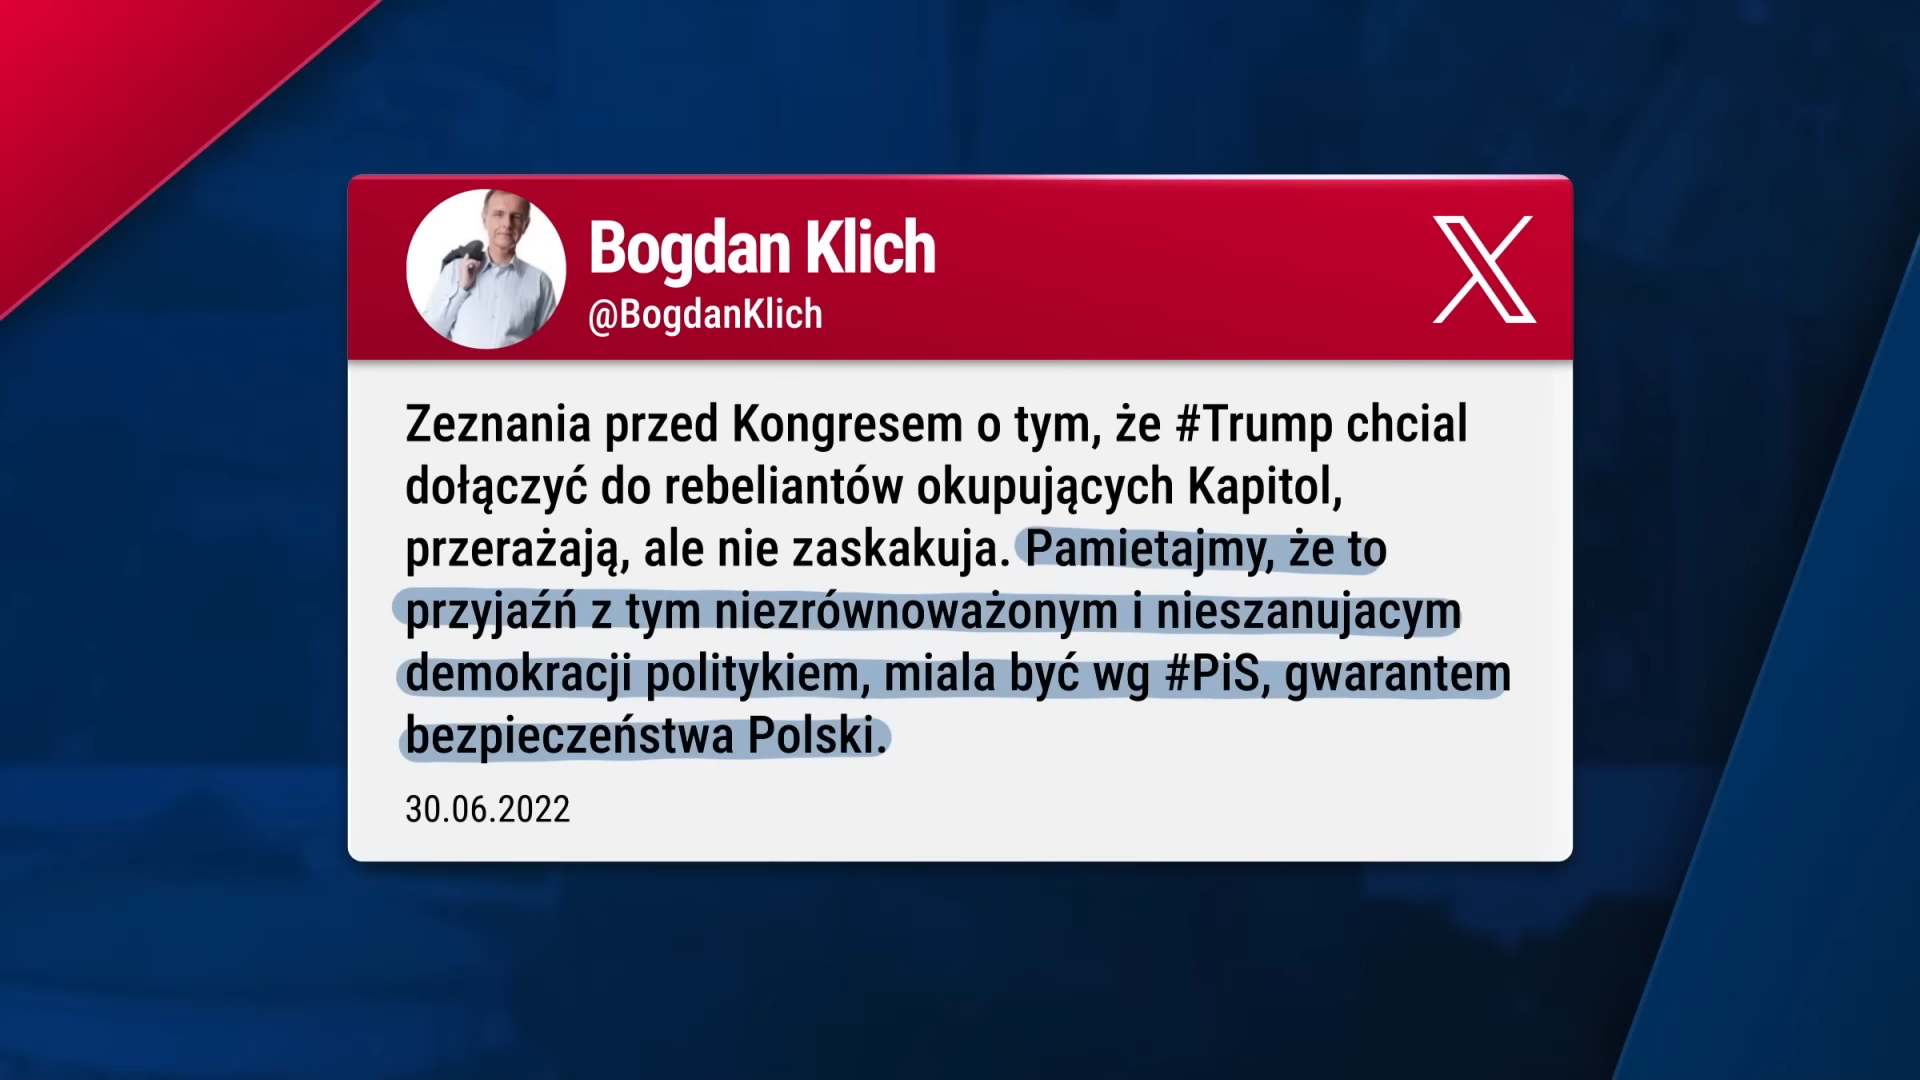 Bogdan Klich
@BogdanKlich
Zeznania przed Kongresem o tym, że #Trump chcial
dołączyć do rebeliantów okupujących Kapitol,
przerażają, ale nie zaskakuja. Pamietajmy, że to
przyjaźń z tym niezrównoważonym i nieszanujacym
demokracji politykiem, miala być wg #PiS, gwarantem
bezpieczeństwa Polski.
30.06.2022